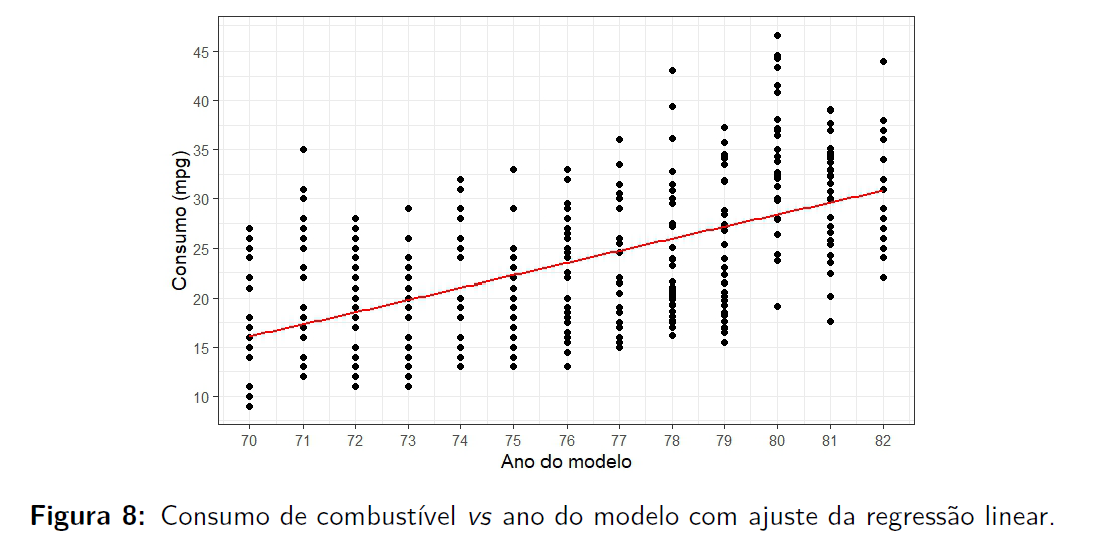 45
40
35
30
25
20
15
10
Consumo (mpg)
70 71 72 73 74 75 76 77 78 79 80 81 82
Ano do modelo
Figura 8: Consumo de combustível vs ano do modelo com ajuste da regressão linear.